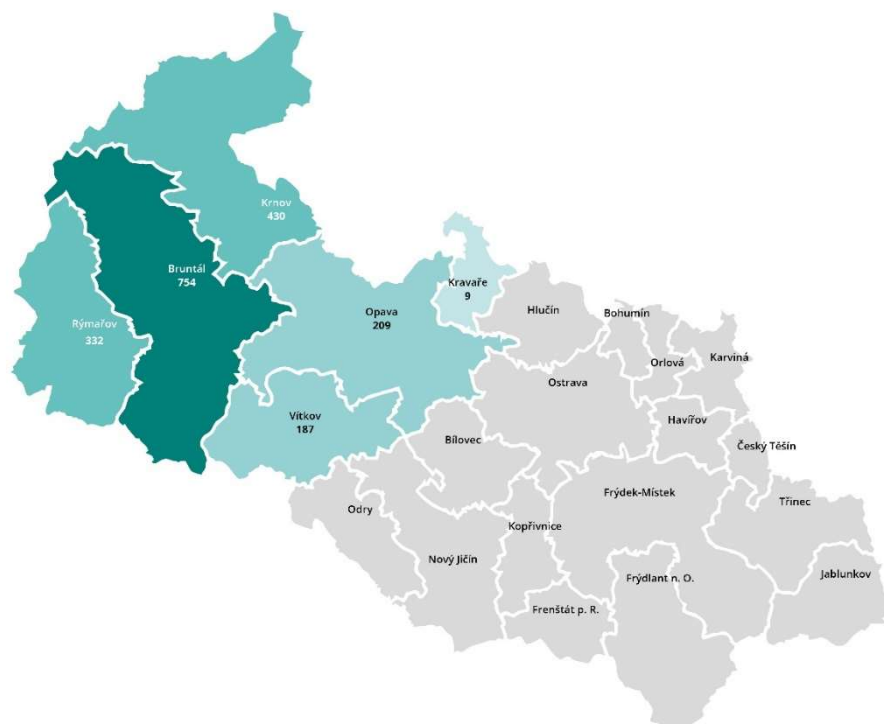 Krnov
430
Bruntál
754
Kravaře
9
Opava
209
Hlučín
Bohumín
Rýmařov
332
Orlová
Karviná
Ostrava
Vítkov
187
Havířov
Bílovec
Český Těšín
Frýdek-Místek
Třinec
Odry
Kopřivnice
Nový Jičín
Frýdlant n. O.
Jablunkov
Frenštát p. R.